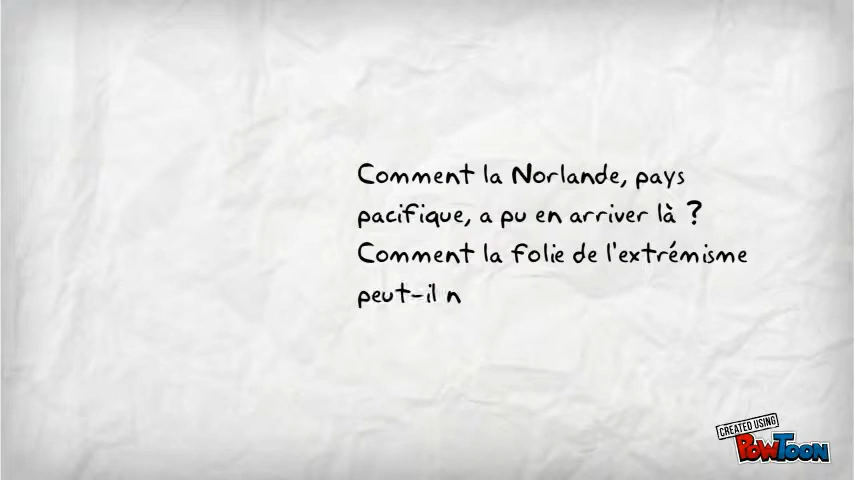 Comment la Norlande, pays
pacifique, a pu en arriver là ?
Comment la folie de l'extrémisme
peut-il n
CREATED USING
POWTOON